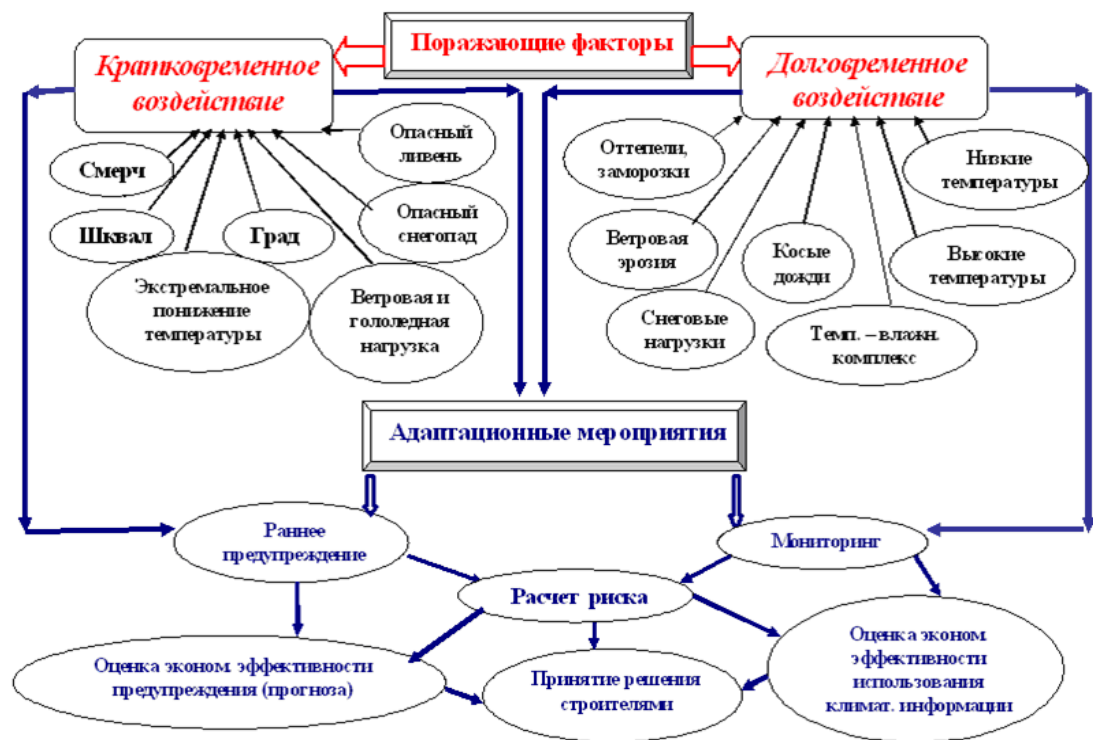 Поражающие факторы
Кратковременное
воздействие
Долговременное
воздействие
Опасный
ливень
Смерч
Опасный
снегопад
Шквал
Град
Экстремальное
понижение
температуры
Ветровая и
гололедная
нагрузка
Оттепели,
заморозки
Низкие
температуры
Ветровая
эрозия
Косые
дожди
Высокие
температуры
Снеговые
нагрузки
Темп. – влажн.
комплекс
Адаптационные мероприятия
Раннее
предупреждение
Мониторинг
Расчет риска
Оценка эконом. эффективности
предупреждения (прогноза)
Принятие решения
строителями
Оценка эконом.
эффективности
использования
климат. информации